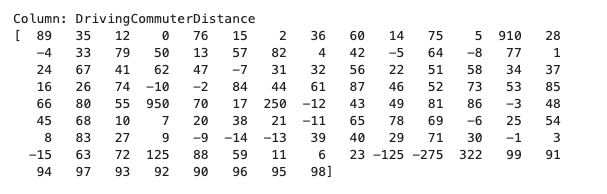 Column: DrivingCommuterDistance
[ 89 35 12 0 76 15 2 36 60 14 75 5 910 28
-4 33 79 50 13 57 82 4 42 -5 64 -8 77 1
24 67 41 62 47 -7 31 32 56 22 51 58 34 37
16 26 74 -10 -2 84 44 61 87 46 52 73 53 85
66 80 55 950 70 17 250 -12 43 49 81 86 -3 48
45 68 10 7 20 38 21 -11 65 78 69 -6 25 54
8 83 27 9 -9 -14 -13 39 40 29 71 30 -1 3
-15 63 72 125 88 59 11 6 23 -125 -275 322 99 91
94 97 93 92 90 96 95 98]